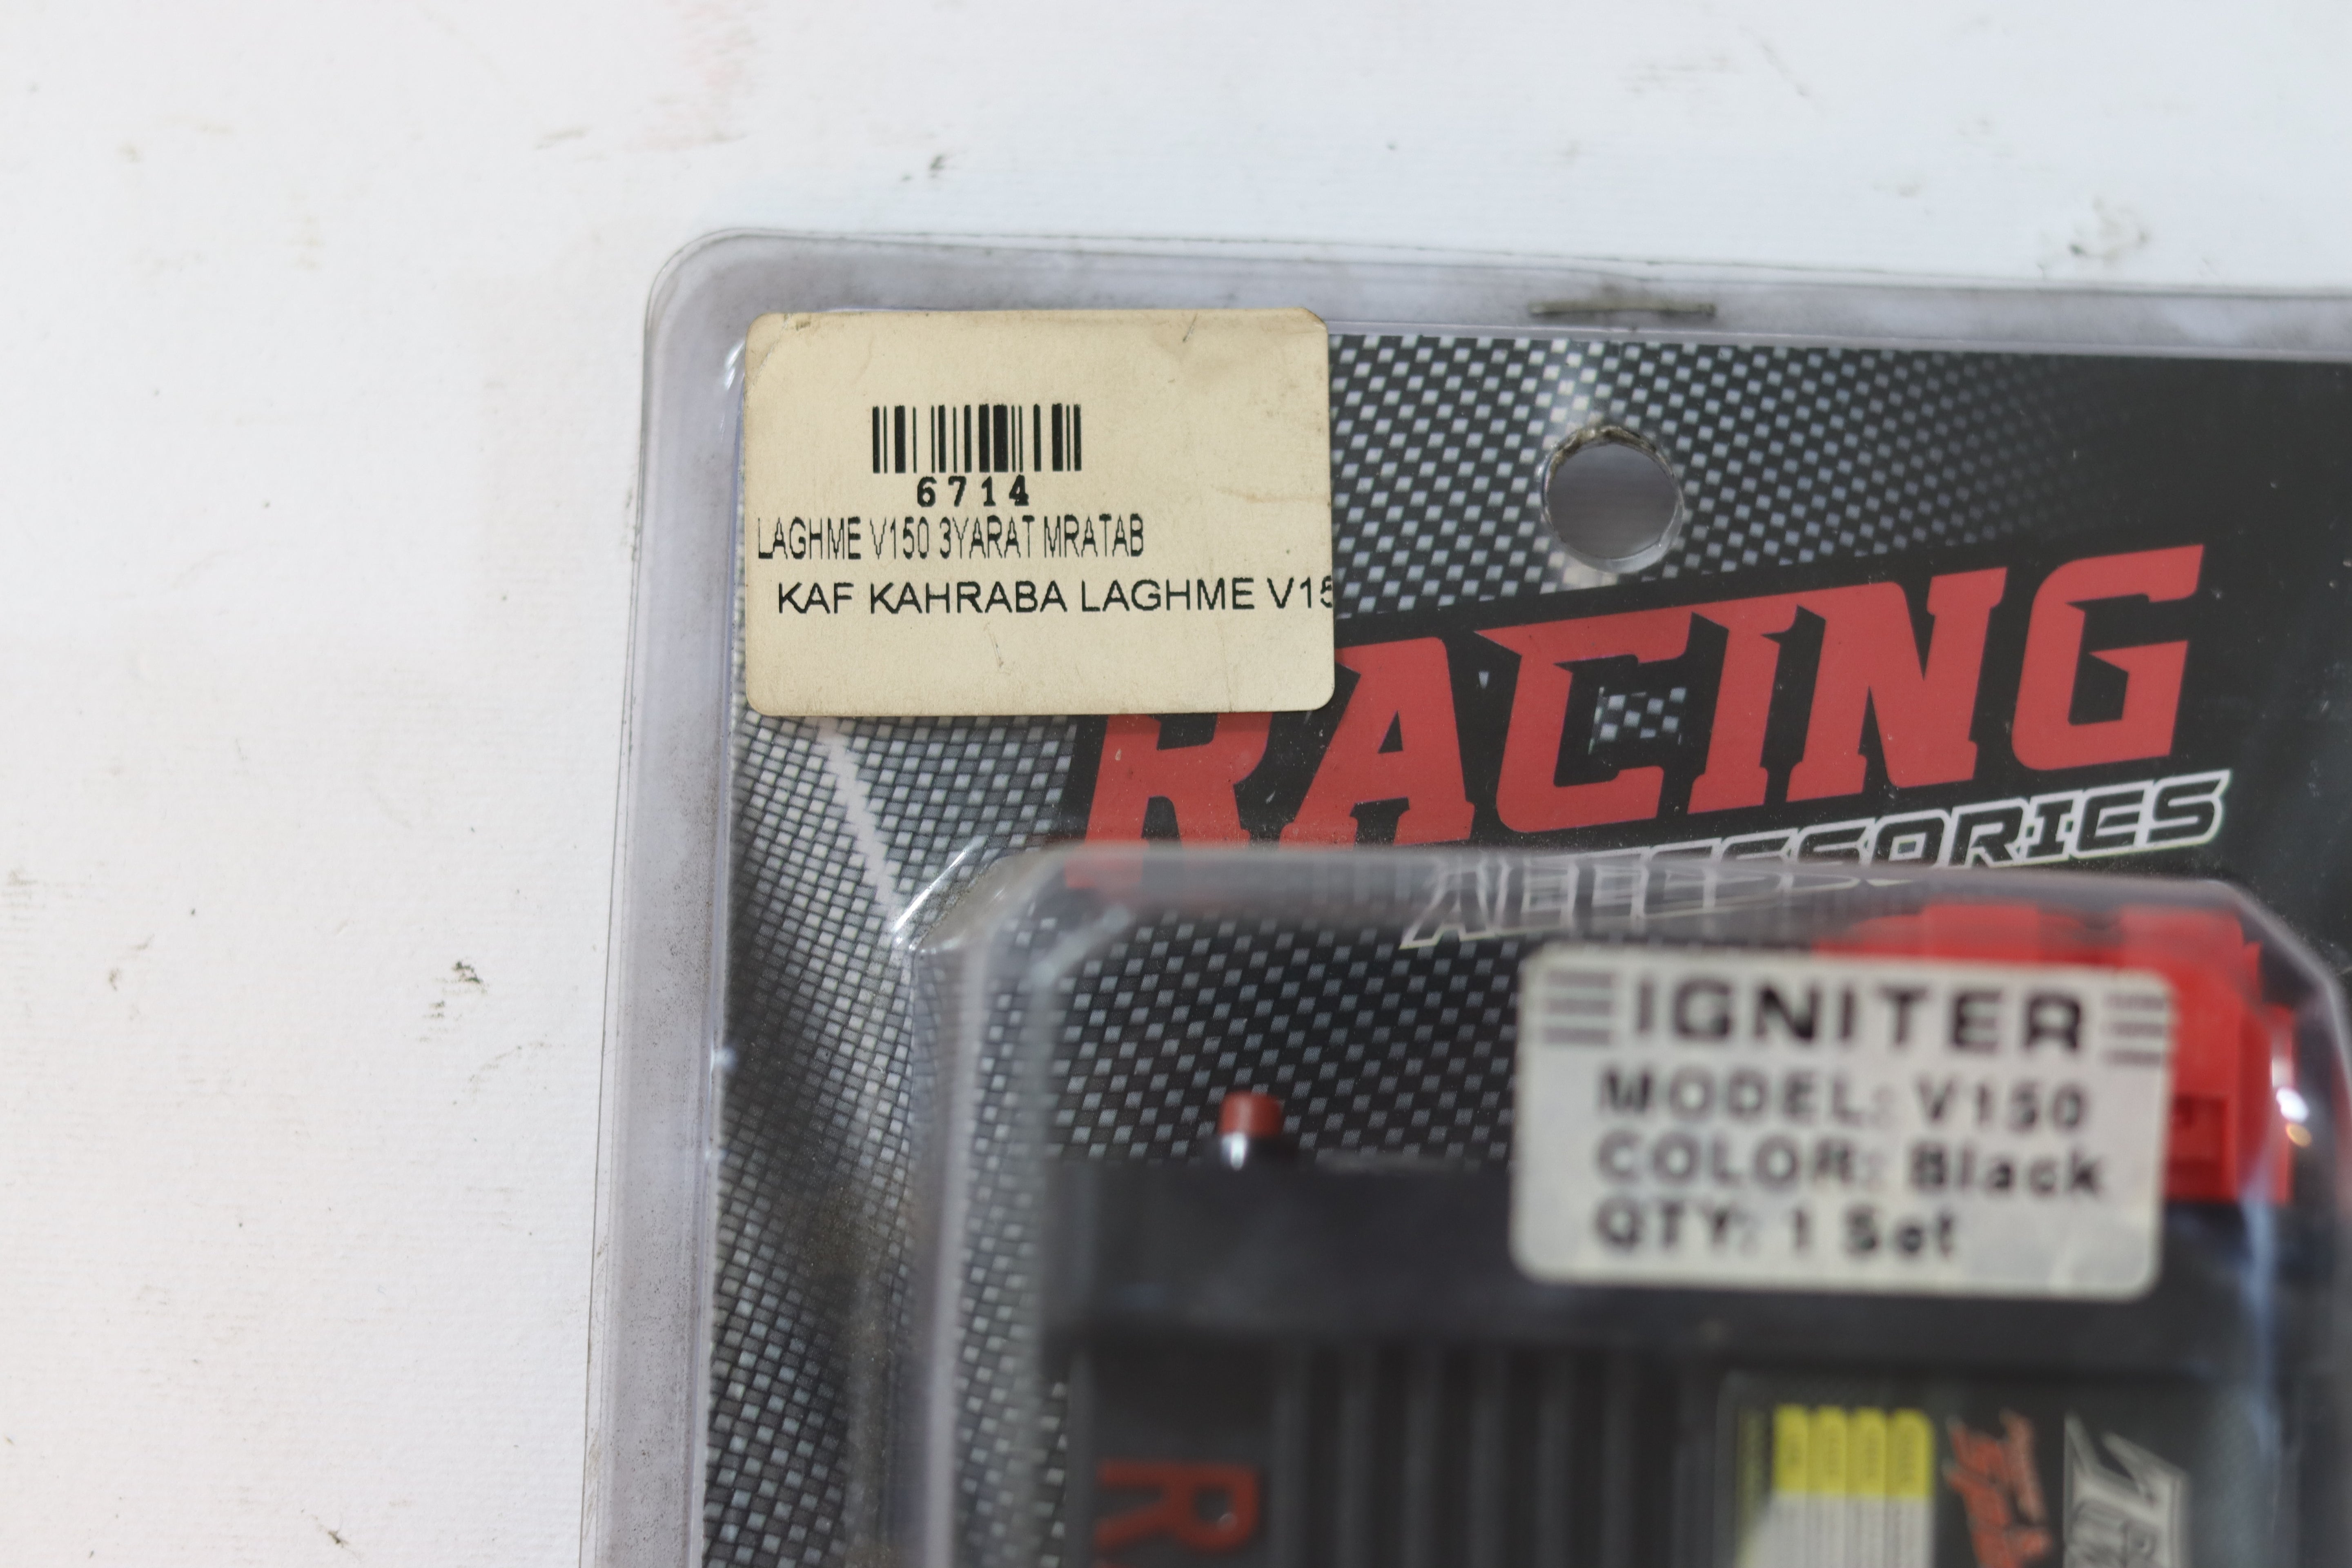 6714
LAGHME V150 3YARAT MRATAB
KAF KAHRABA LAGHME V15
RACING
ACCESSORIES
IGNITER
MODEL: V150
COLOR: Black
QTY: 1 Set